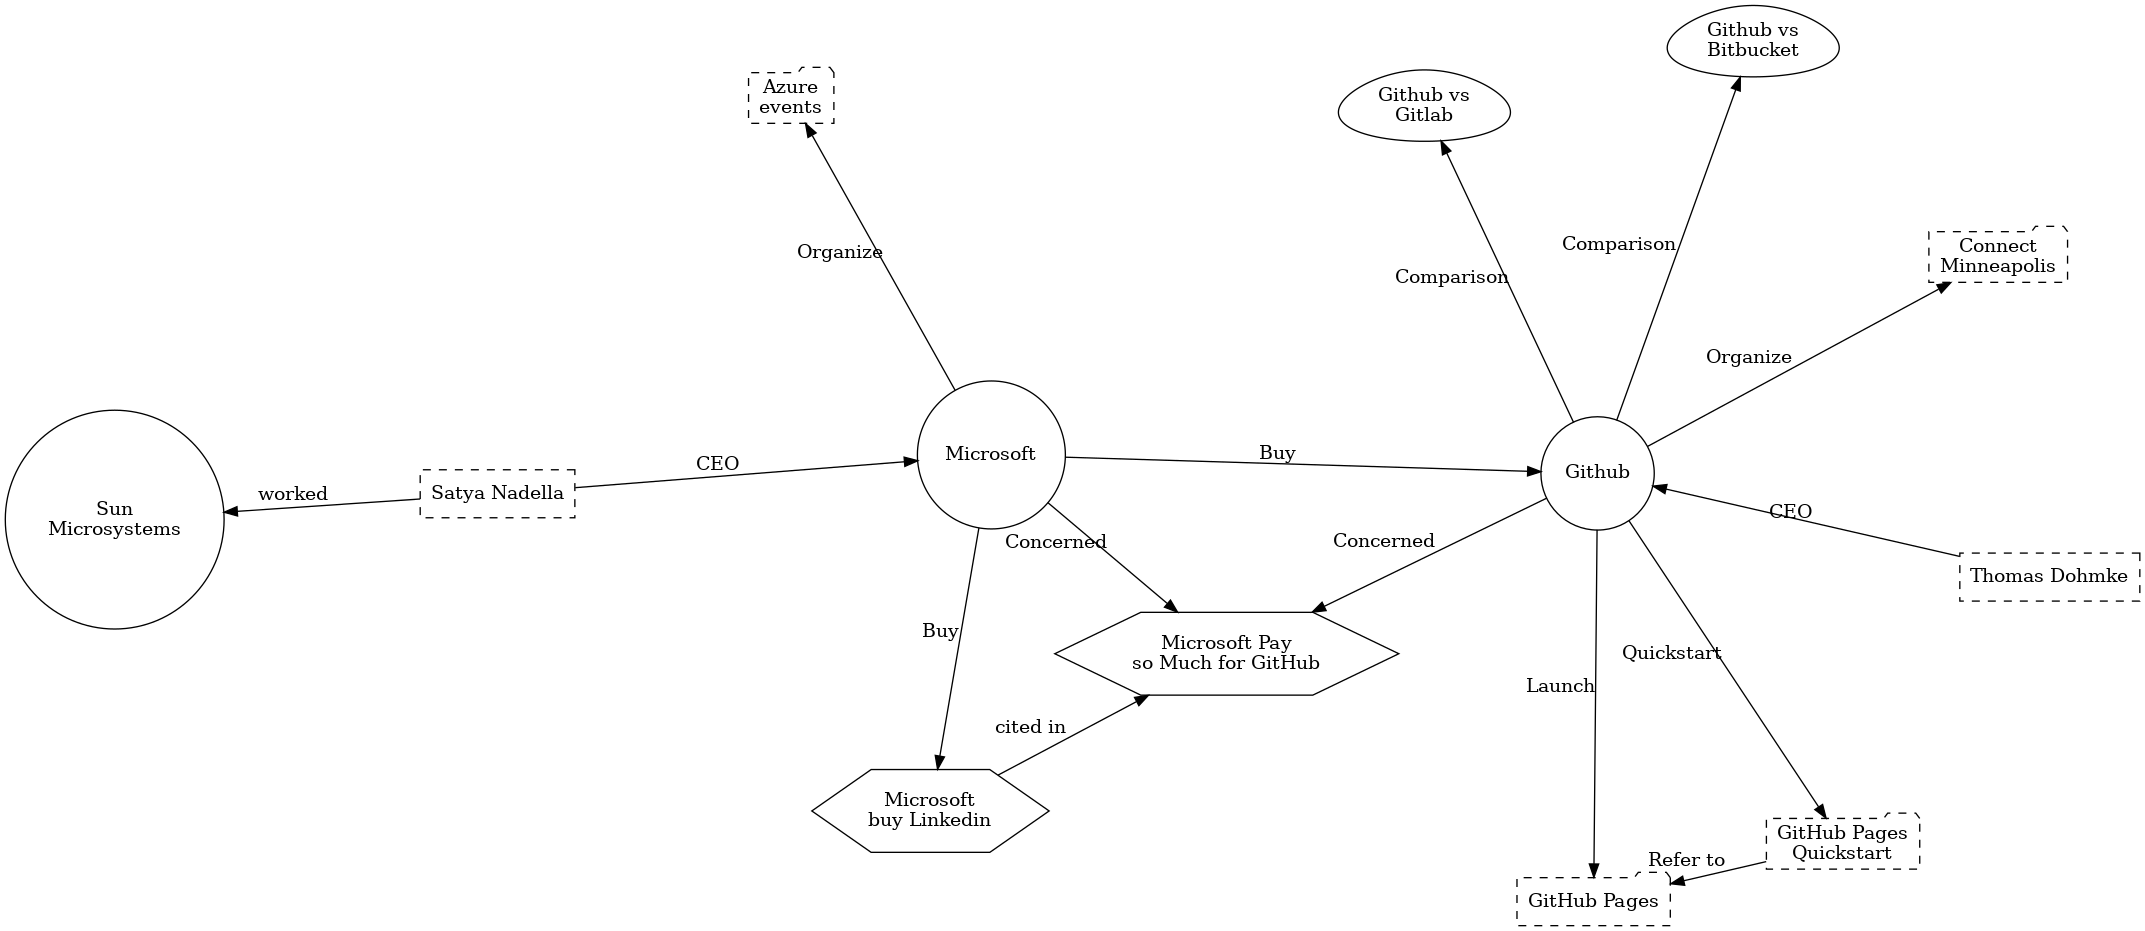 Github vs
Bitbucket
Azure
events
Github vs
Gitlab
Organize
Comparison
Comparison
Connect
Minneapolis
Organize
Sun
Microsystems
worked
Satya Nadella
CEO
Microsoft
Buy
Github
CEO
Thomas Dohmke
Concerned
Concerned
Buy
Microsoft Pay
so Much for GitHub
Quickstart
Launch
cited in
Microsoft
buy Linkedin
GitHub Pages
Quickstart
Refer to
GitHub Pages